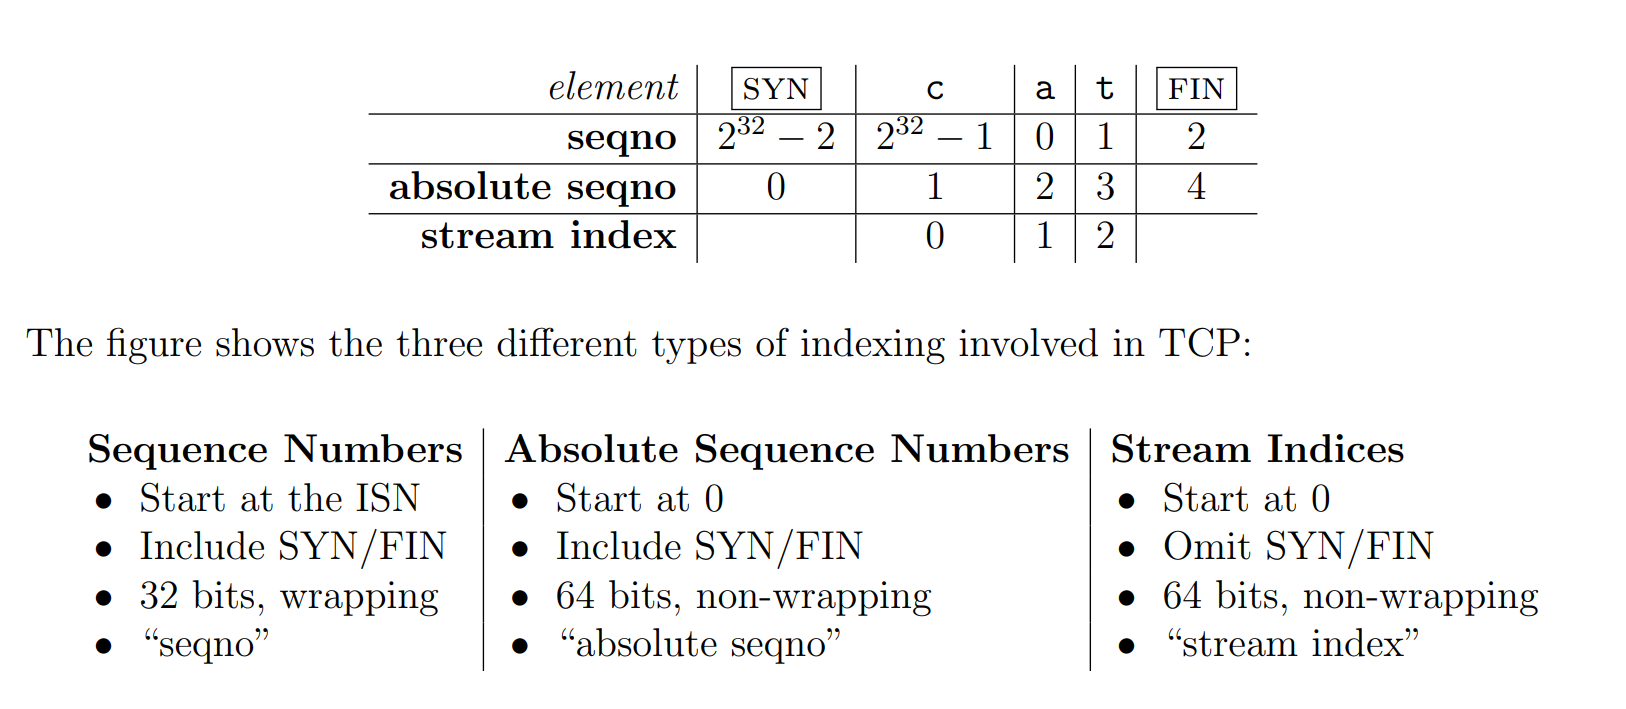 element SYN c a t FIN
seqno 2^32 − 2 2^32 − 1 0 1 2
absolute seqno 0 1 2 3 4
stream index 0 1 2
The figure shows the three different types of indexing involved in TCP:
Sequence Numbers Absolute Sequence Numbers Stream Indices
• Start at the ISN • Start at 0 • Start at 0
• Include SYN/FIN • Include SYN/FIN • Omit SYN/FIN
• 32 bits, wrapping • 64 bits, non-wrapping • 64 bits, non-wrapping
• “seqno” • “absolute seqno” • “stream index”